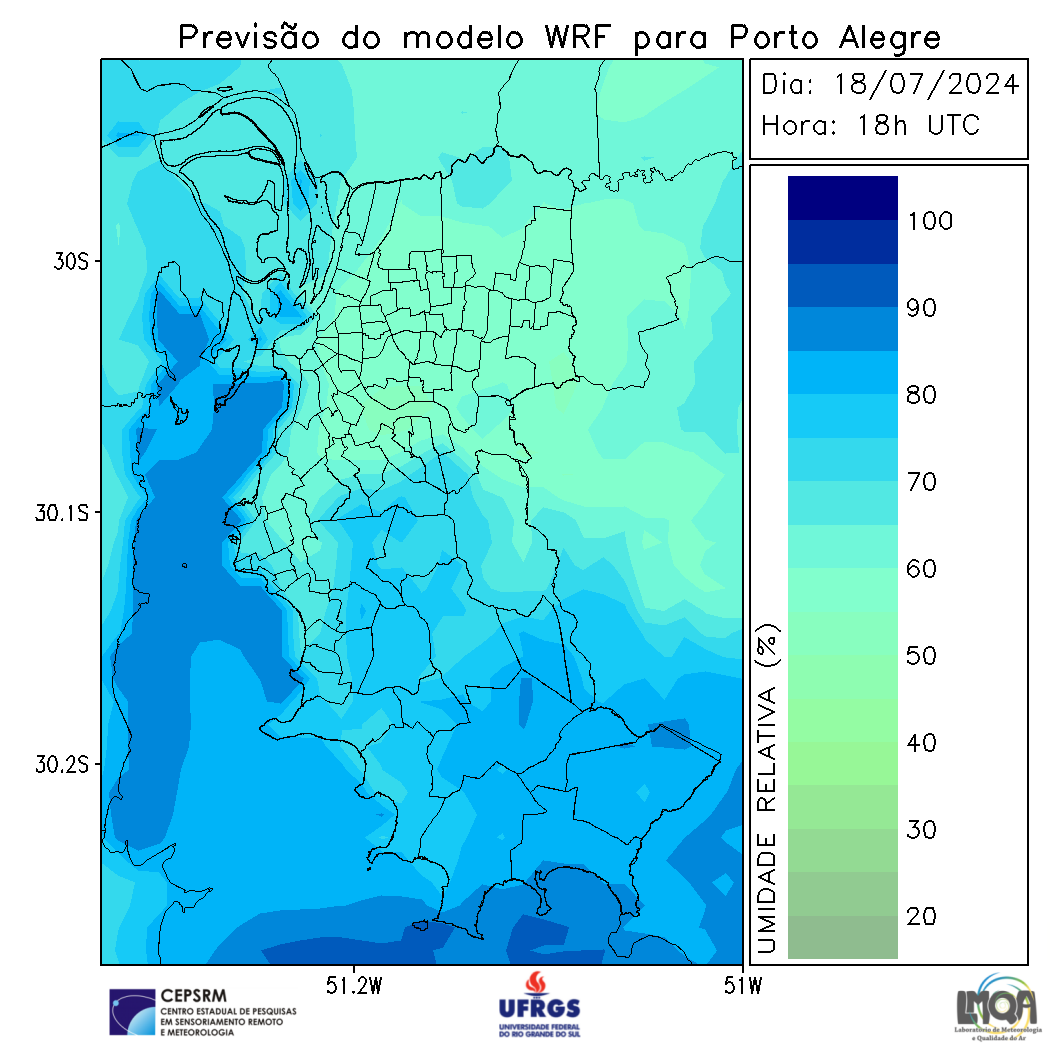 Previsão do modelo WRF para Porto Alegre
Dia: 18/07/2024
Hora: 18h UTC
30S
30.1S
30.2S
51.2W
51W
UMIDADE RELATIVA (%)
100
90
80
70
60
50
40
30
20
CEPSRM
CENTRO ESTADUAL DE PESQUISAS
EM SENSORIAMENTO REMOTO
E METEOROLOGIA
UFRGS
UNIVERSIDADE FEDERAL
DO RIO GRANDE DO SUL
LMQA
Laboratório de Meteorologia
e Qualidade do Ar